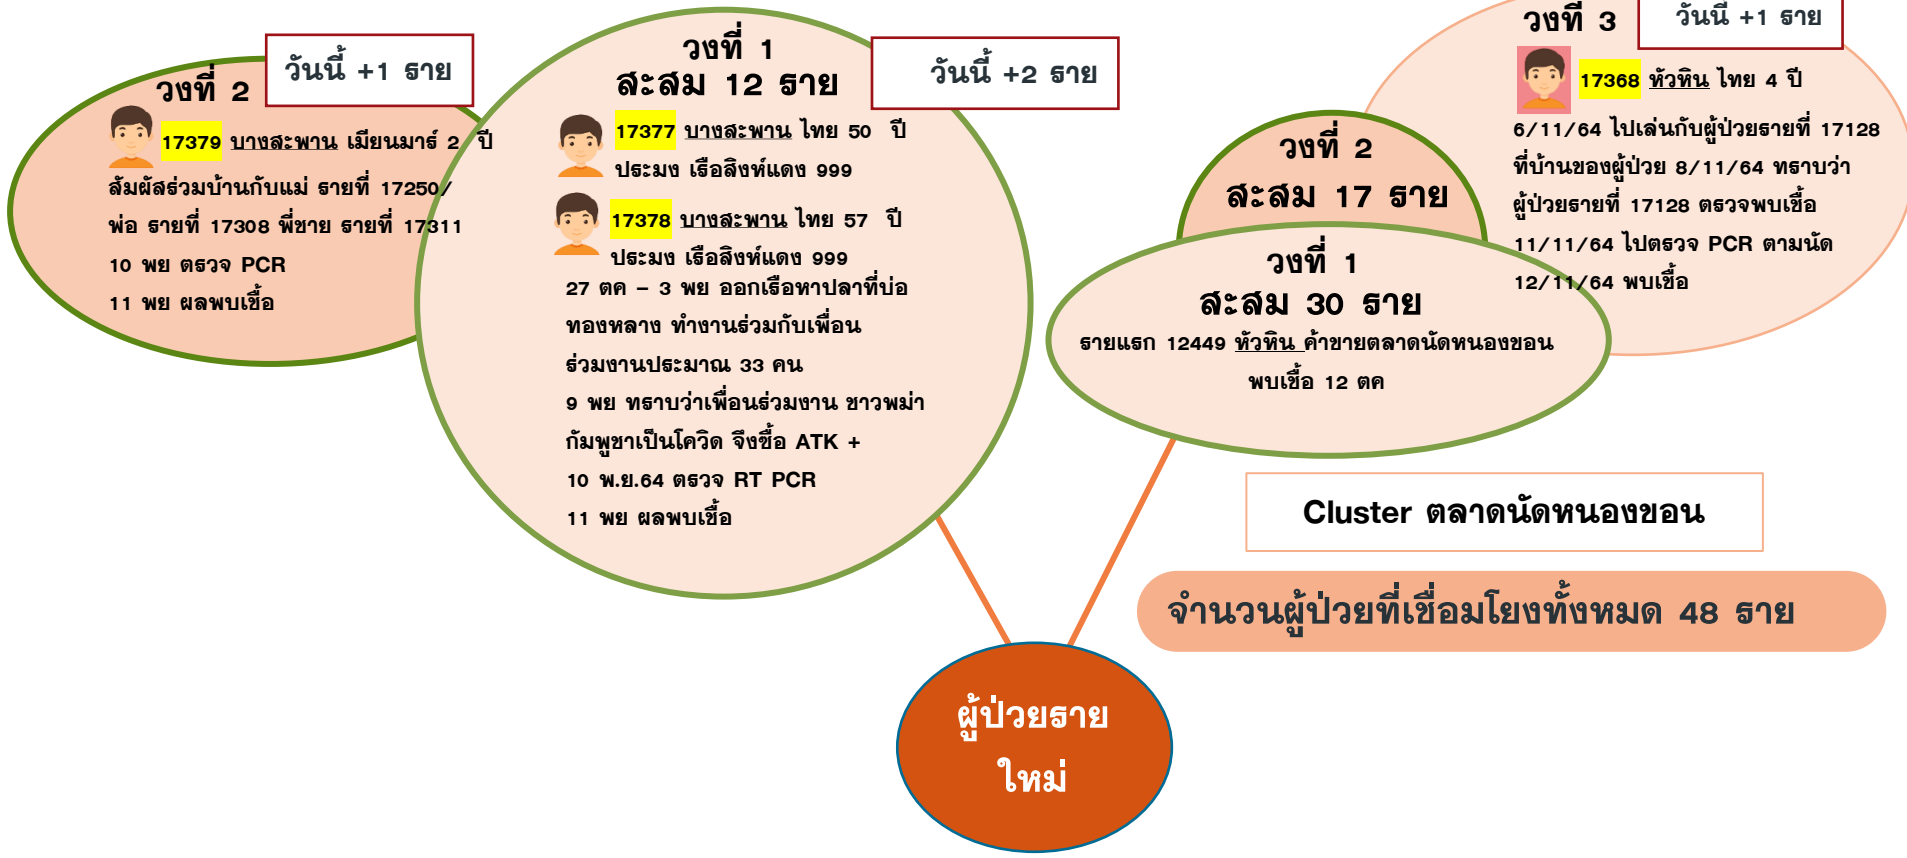 วงที่ 2
วันนี้ +1 ราย
17379 บางสะพาน เมียนมาร์ 2 ปี
สัมผัสร่วมบ้านกับแม่ รายที่ 17250/
พ่อ รายที่ 17308 พี่ชาย รายที่ 17311
10 พย ตรวจ PCR
11 พย ผลพบเชื้อ
วงที่ 1
สะสม 12 ราย
วันนี้ +2 ราย
17377 บางสะพาน ไทย 50 ปี
ประมง เรือสิงห์แดง 999
17378 บางสะพาน ไทย 57 ปี
ประมง เรือสิงห์แดง 999
27 ตค – 3 พย ออกเรือหาปลาที่บ่อ
ทองหลาง ทำงานร่วมกับเพื่อน
ร่วมงานประมาณ 33 คน
9 พย ทราบว่าเพื่อนร่วมงาน ชาวพม่า
กัมพูชาเป็นโควิด จึงซื้อ ATK +
10 พ.ย.64 ตรวจ RT PCR
11 พย ผลพบเชื้อ
วงที่ 3
วันนี้ +1 ราย
17368 หัวหิน ไทย 4 ปี
6/11/64 ไปเล่นกับผู้ป่วยรายที่ 17128
ที่บ้านของผู้ป่วย 8/11/64 ทราบว่า
ผู้ป่วยรายที่ 17128 ตรวจพบเชื้อ
11/11/64 ไปตรวจ PCR ตามนัด
12/11/64 พบเชื้อ
วงที่ 2
สะสม 17 ราย
วงที่ 1
สะสม 30 ราย
รายแรก 12449 หัวหิน ค้าขายตลาดนัดหนองขอน
พบเชื้อ 12 ตค
Cluster ตลาดนัดหนองขอน
จำนวนผู้ป่วยที่เชื่อมโยงทั้งหมด 48 ราย
ผู้ป่วยราย
ใหม่